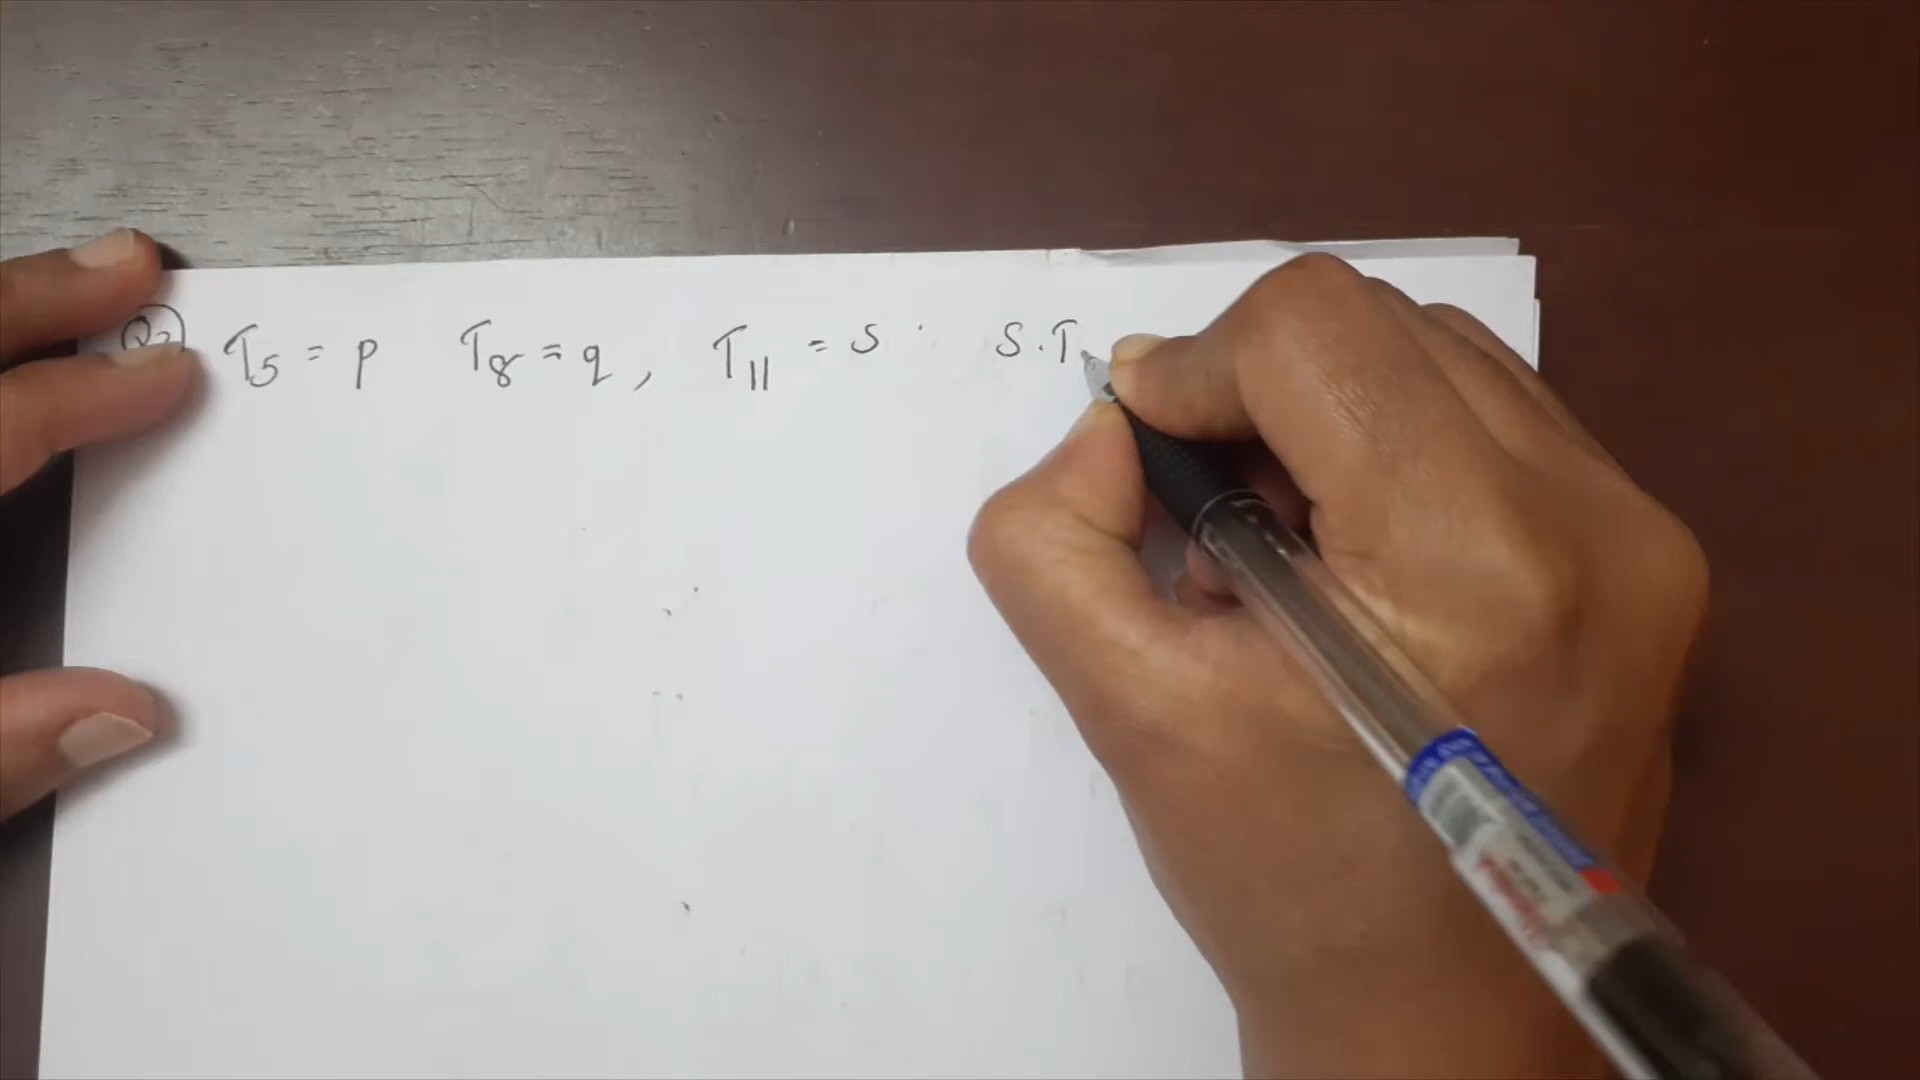 T5 = p T8 = q, T11 = S S.T